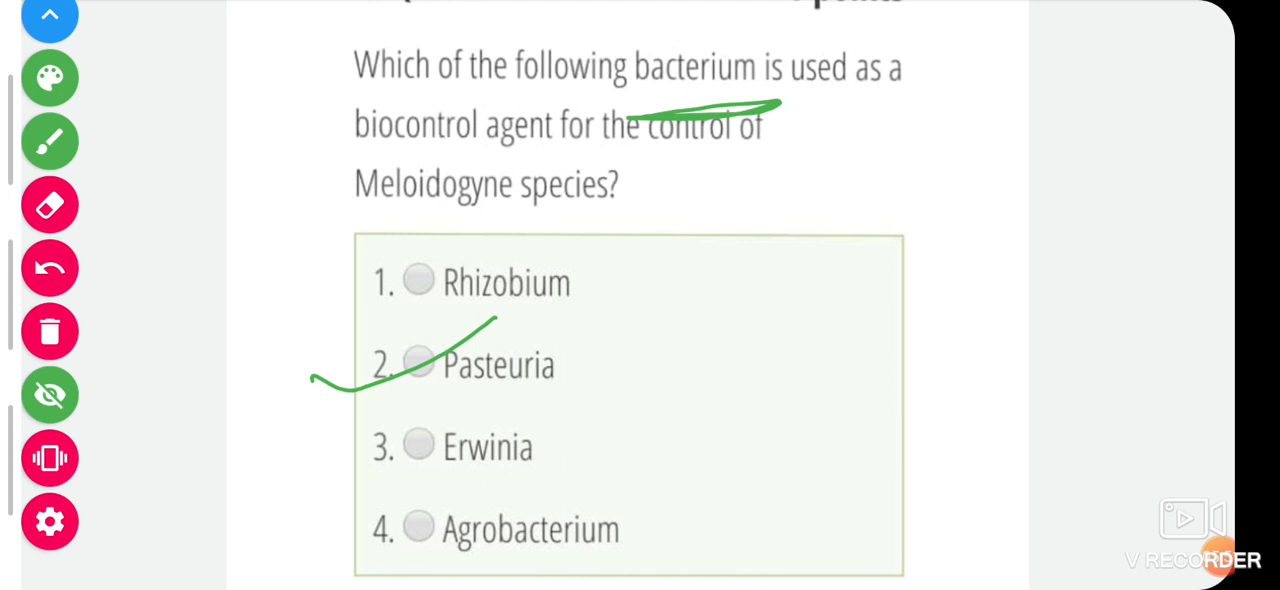 Which of the following bacterium is used as a
biocontrol agent for the control of
Meloidogyne species?
1. Rhizobium
2. Pasteuria
3. Erwinia
4. Agrobacterium
V RECORDER